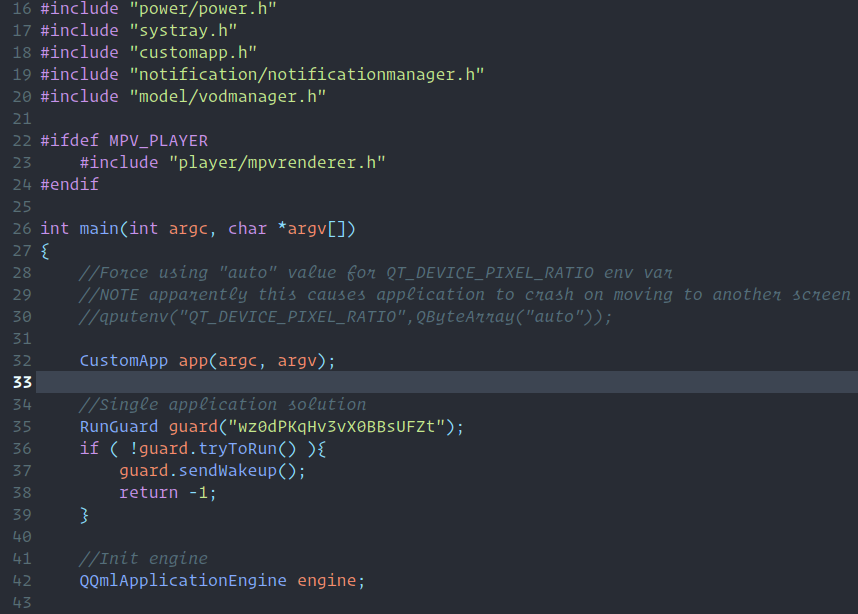 16 #include "power/power.h"
17 #include "systray.h"
18 #include "customapp.h"
19 #include "notification/notificationmanager.h"
20 #include "model/vodmanager.h"
21
22 #ifdef MPV_PLAYER
23     #include "player/mpvrenderer.h"
24 #endif
25
26 int main(int argc, char *argv[])
27 {
28     //Force using "auto" value for QT_DEVICE_PIXEL_RATIO env var
29     //NOTE apparently this causes application to crash on moving to another screen
30     //qputenv("QT_DEVICE_PIXEL_RATIO",QByteArray("auto"));
31
32     CustomApp app(argc, argv);
33
34     //Single application solution
35     RunGuard guard("wz0dPKqHv3vX0BBsUFZt");
36     if ( !guard.tryToRun() ){
37         guard.sendWakeup();
38         return -1;
39     }
40
41     //Init engine
42     QQmlApplicationEngine engine;
43